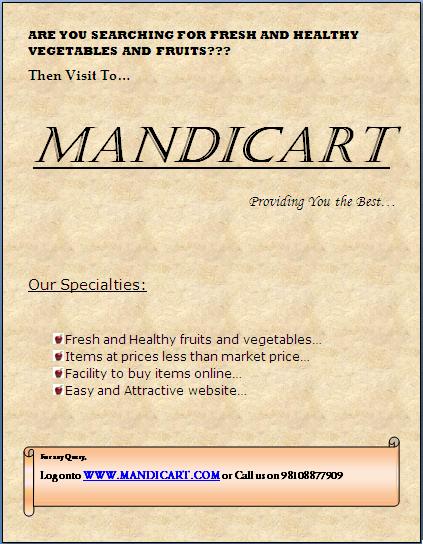 ARE YOU SEARCHING FOR FRESH AND HEALTHY
VEGETABLES AND FRUITS???
Then Visit To...
MANDICART
Providing You the Best...
Our Specialties:
Fresh and Healthy fruits and vegetables...
Items at prices less than market price...
Facility to buy items online...
Easy and Attractive website...
For any Query,
Log onto WWW.MANDICART.COM or Call us on 98108877909